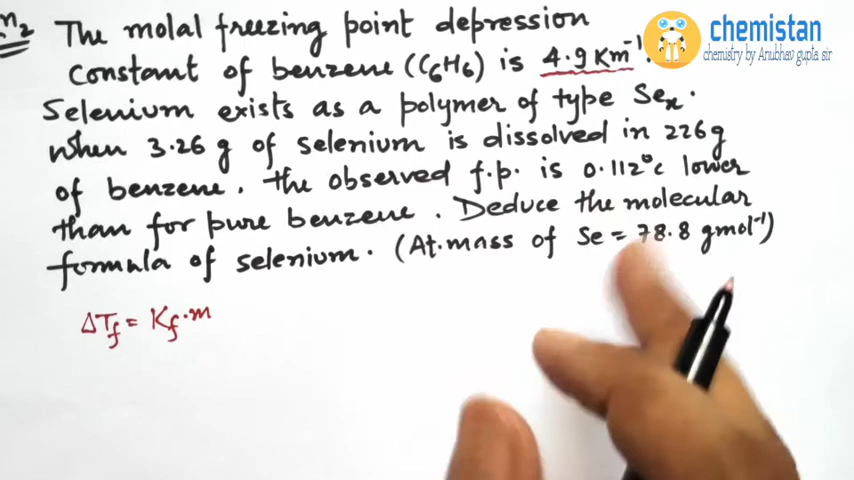 The molal freezing point depression
constant of benzene (C6H6) is 4.9 Km⁻¹.
Selenium exists as a polymer of type Sex.
when 3.26 g of selenium is dissolved in 226g
of benzene. the observed f.p. is 0.112°c lower
than for pure benzene. Deduce the molecular
formula of selenium. (At.mass of Se = 78.8 gmol⁻¹)
ΔTf = Kf.m
chemistan
chemistry by Anubhav gupta sir